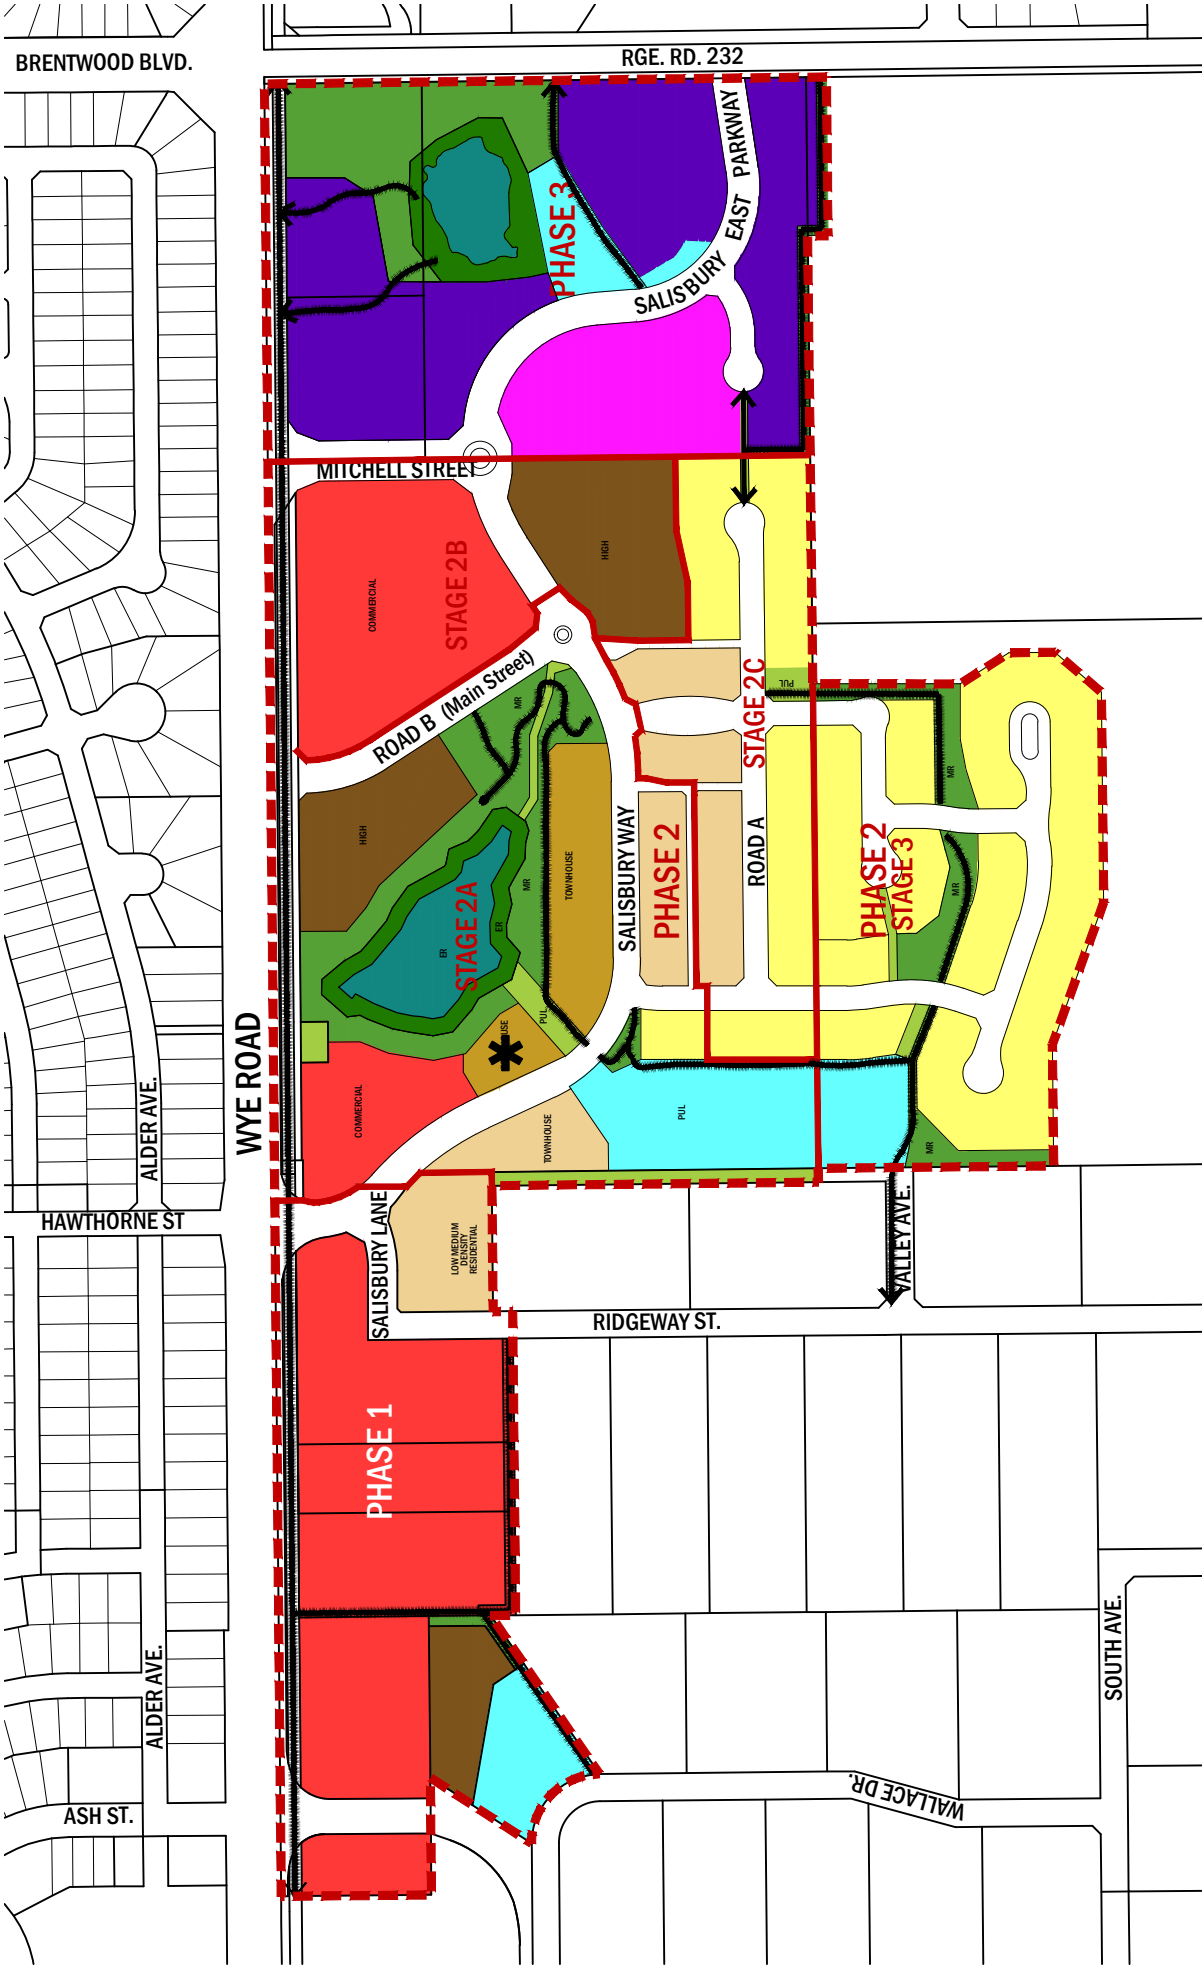 BRENTWOOD BLVD.
RGE. RD. 232
SALISBURY EAST PARKWAY
PHASE 3
MITCHELL STREET
COMMERCIAL
STAGE 2B
HIGH
ROAD B (Main Street)
MR
STAGE 2C
PUL
MR
HIGH
TOWNHOUSE
SALISBURY WAY
PHASE 2
ROAD A
PHASE 2
STAGE 3
MR
MR
ER
ER
STAGE 2A
PUL
USE
WYE ROAD
ALDER AVE.
COMMERCIAL
TOWNHOUSE
PUL
MR
HAWTHORNE ST
SALISBURY LANE
LOW MEDIUM
DENSITY
RESIDENTIAL
VALLEY AVE.
RIDGEWAY ST.
PHASE 1
ALDER AVE.
SOUTH AVE.
ASH ST.
WALLACE DR.